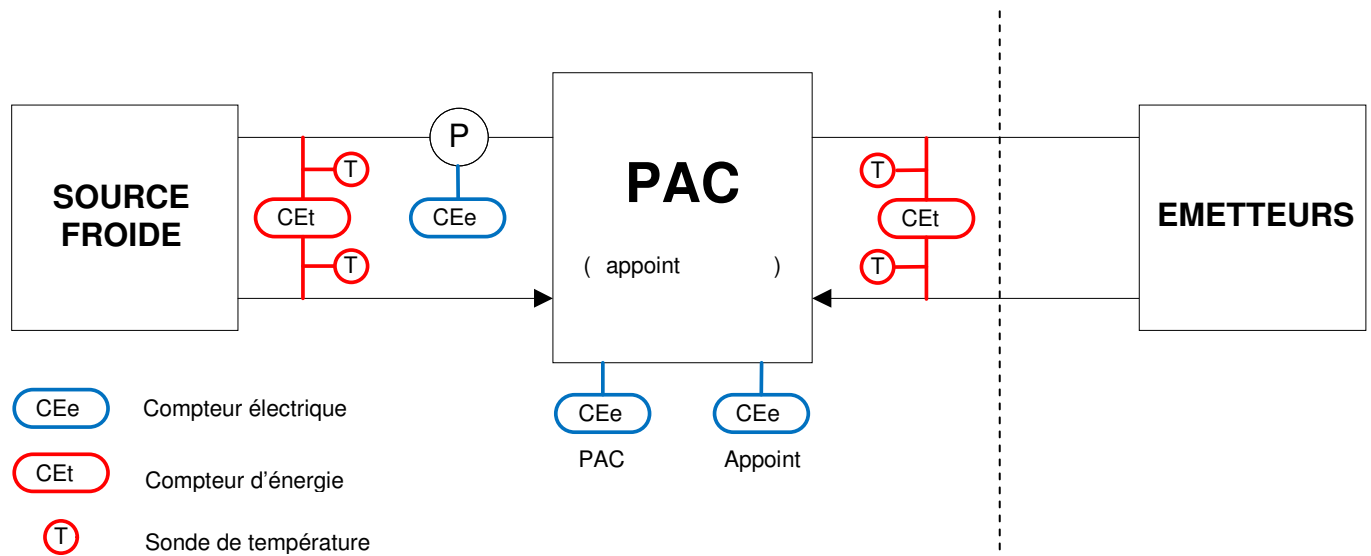 P
T
T
SOURCE
FROIDE
CEt
CEe
PAC
CEt
EMETTEURS
T
( appoint )
T
CEe
Compteur électrique
CEe
CEe
PAC
Appoint
CEt
Compteur d'énergie
T
Sonde de température